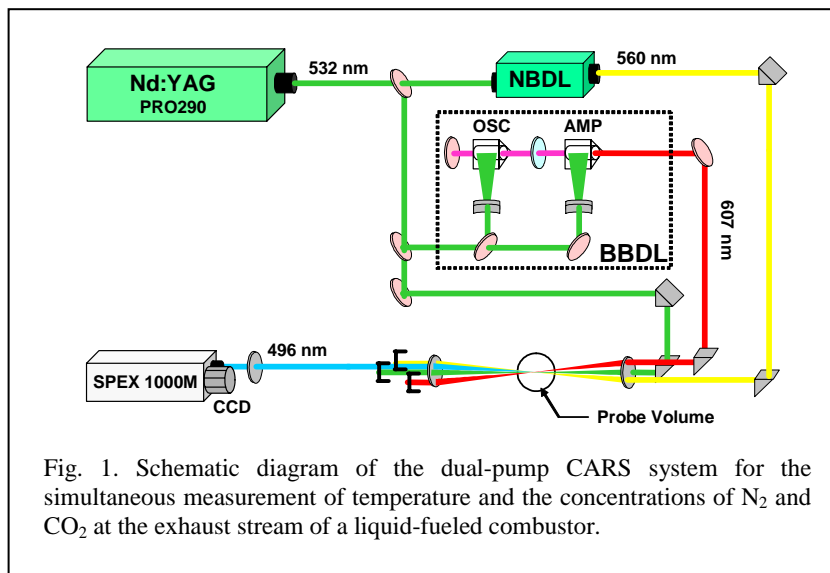 532 nm
560 nm
Nd:YAG
PRO290
NBDL
OSC
AMP
607 nm
BBDL
496 nm
SPEX 1000M
CCD
Probe Volume
Fig. 1. Schematic diagram of the dual-pump CARS system for the
simultaneous measurement of temperature and the concentrations of N₂ and
CO₂ at the exhaust stream of a liquid-fueled combustor.